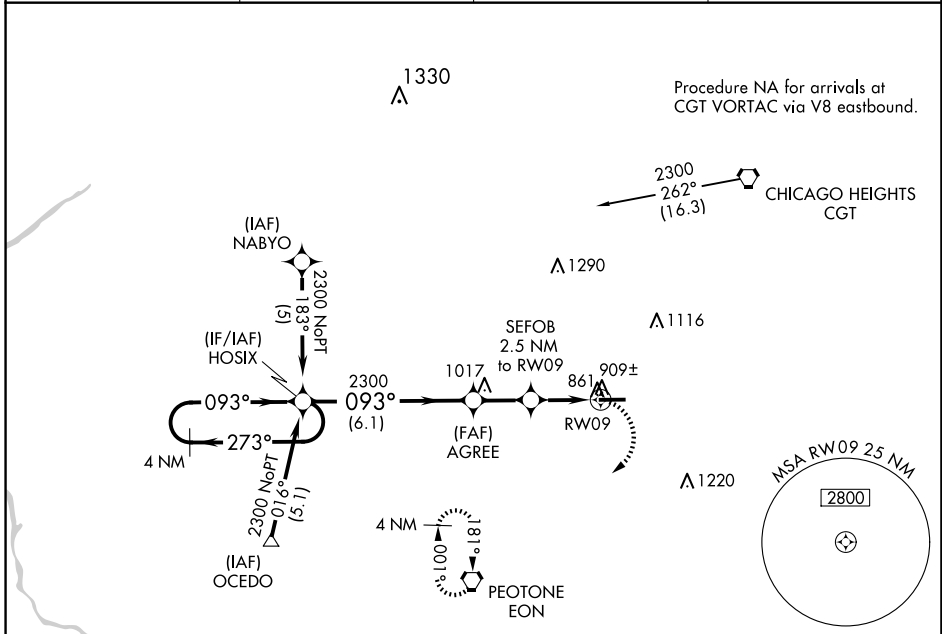 1330
Procedure NA for arrivals at
CGT VORTAC via V8 eastbound.
2300
262°
(16.3)
CHICAGO HEIGHTS
CGT
(IAF)
NABYO
2300 NoPT
183°
(5)
1290
1116
SEFOB
2.5 NM
to RW09
(IF/IAF)
HOSIX
1017
861
909±
093°
2300
093°
(6.1)
273°
4 NM
(FAF)
AGREE
RW09
2300 NoPT
016°
(5.1)
(IAF)
OCEDO
1220
MSA RW09 25 NM
2800
4 NM
181°
001°
PEOTONE
EON